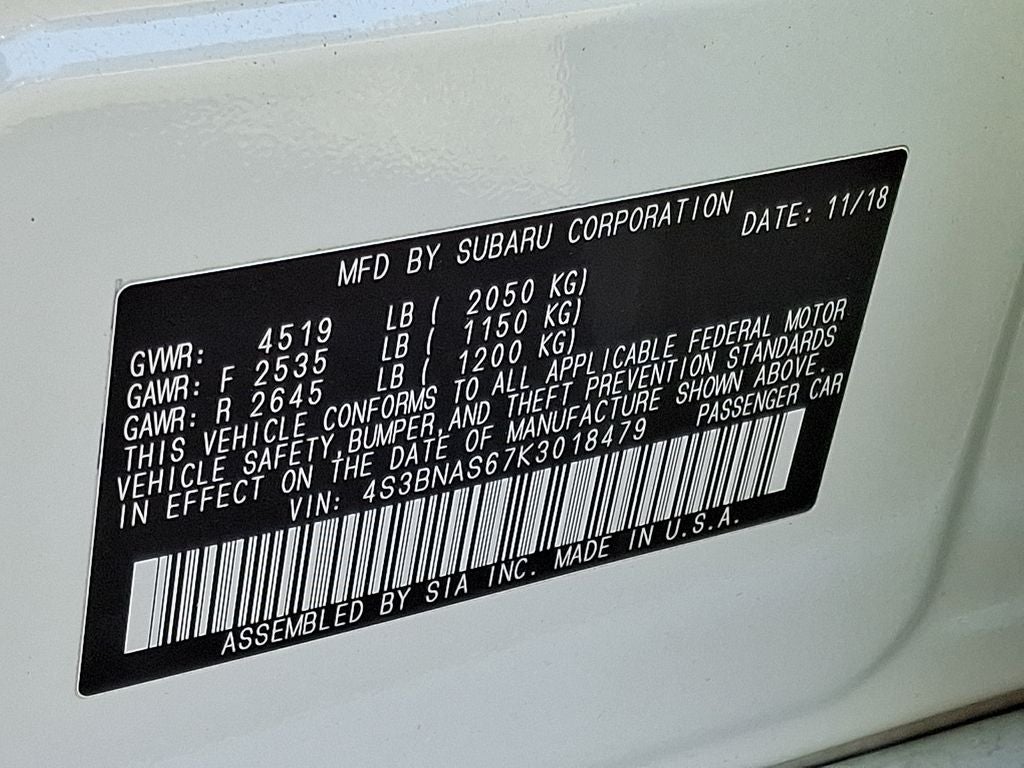 MFD BY SUBARU CORPORATION DATE: 11/18
GVWR: 4519 LB ( 2050 KG)
GAWR: F 2535 LB ( 1150 KG)
GAWR: R 2645 LB ( 1200 KG)
THIS VEHICLE CONFORMS TO ALL APPLICABLE FEDERAL MOTOR
VEHICLE SAFETY,BUMPER,AND THEFT PREVENTION STANDARDS
IN EFFECT ON THE DATE OF MANUFACTURE SHOWN ABOVE.
VIN: 4S3BNAS67K3018479 PASSENGER CAR
ASSEMBLED BY SIA INC. MADE IN U.S.A.